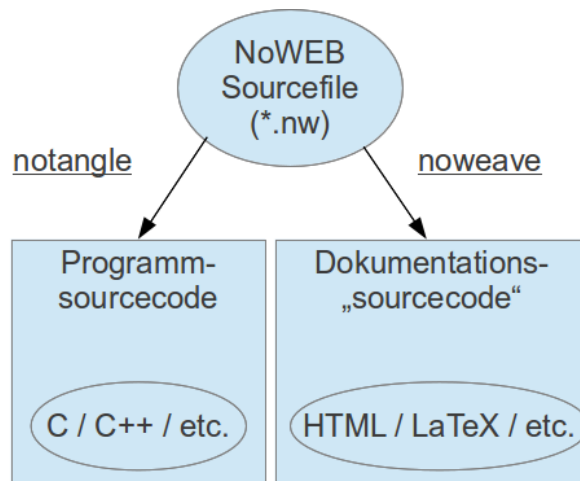 NoWEB
Sourcefile
(*.nw)
notangle
noweave
Programm-
sourcecode
Dokumentations-
„sourcecode“
C / C++ / etc.
HTML / LaTeX / etc.